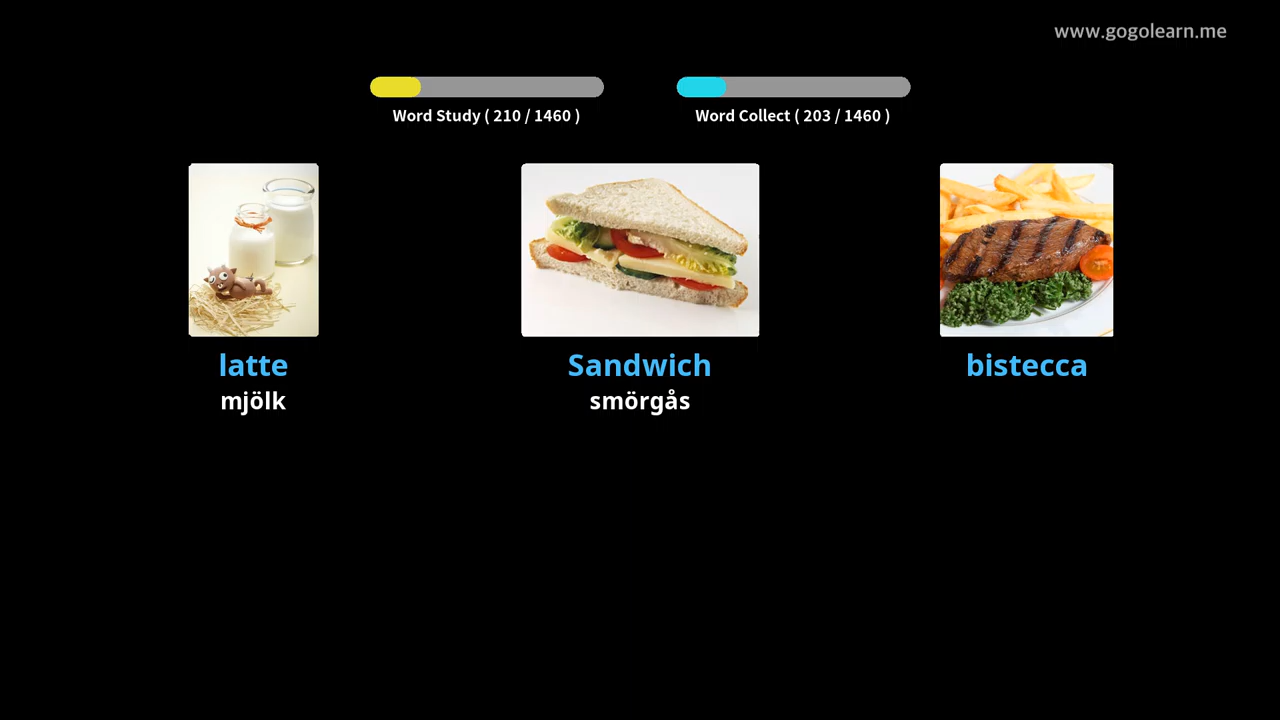 www.gogolearn.me
Word Study ( 210 / 1460 )
Word Collect ( 203 / 1460 )
latte
mjölk
Sandwich
smörgås
bistecca